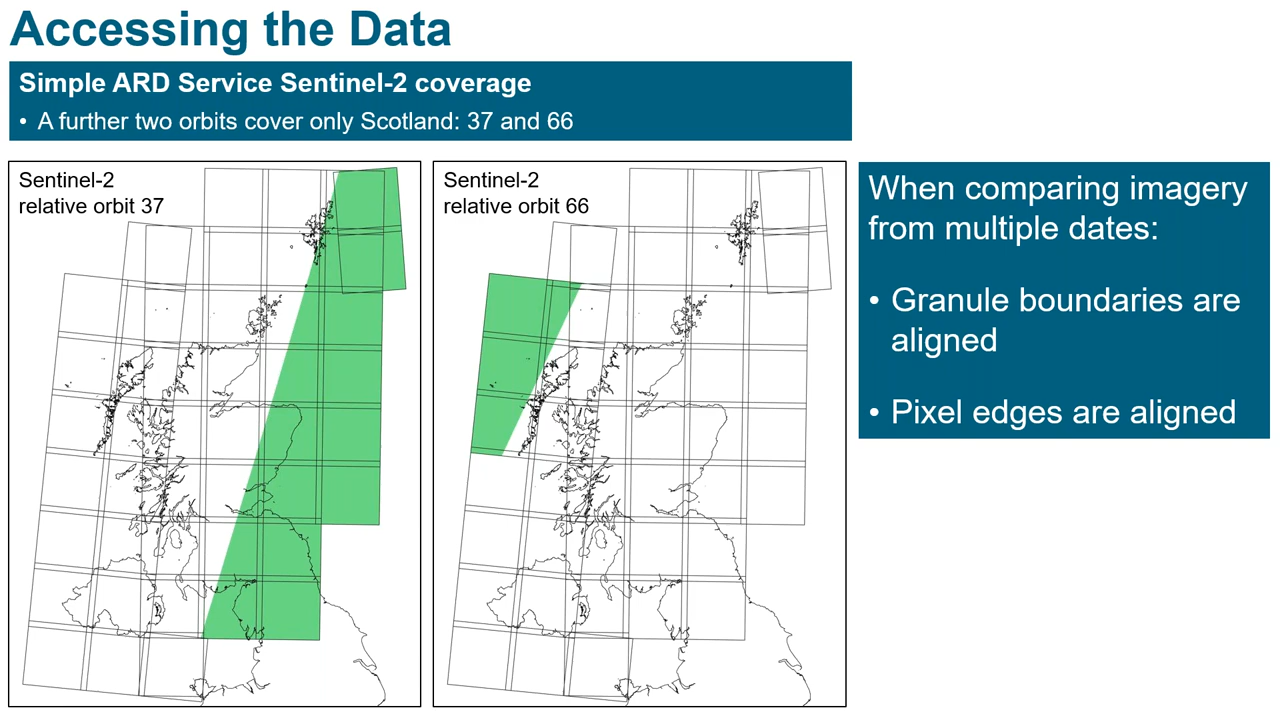 Accessing the Data
Simple ARD Service Sentinel-2 coverage
• A further two orbits cover only Scotland: 37 and 66
Sentinel-2
relative orbit 37
Sentinel-2
relative orbit 66
When comparing imagery
from multiple dates:
• Granule boundaries are
aligned
• Pixel edges are aligned